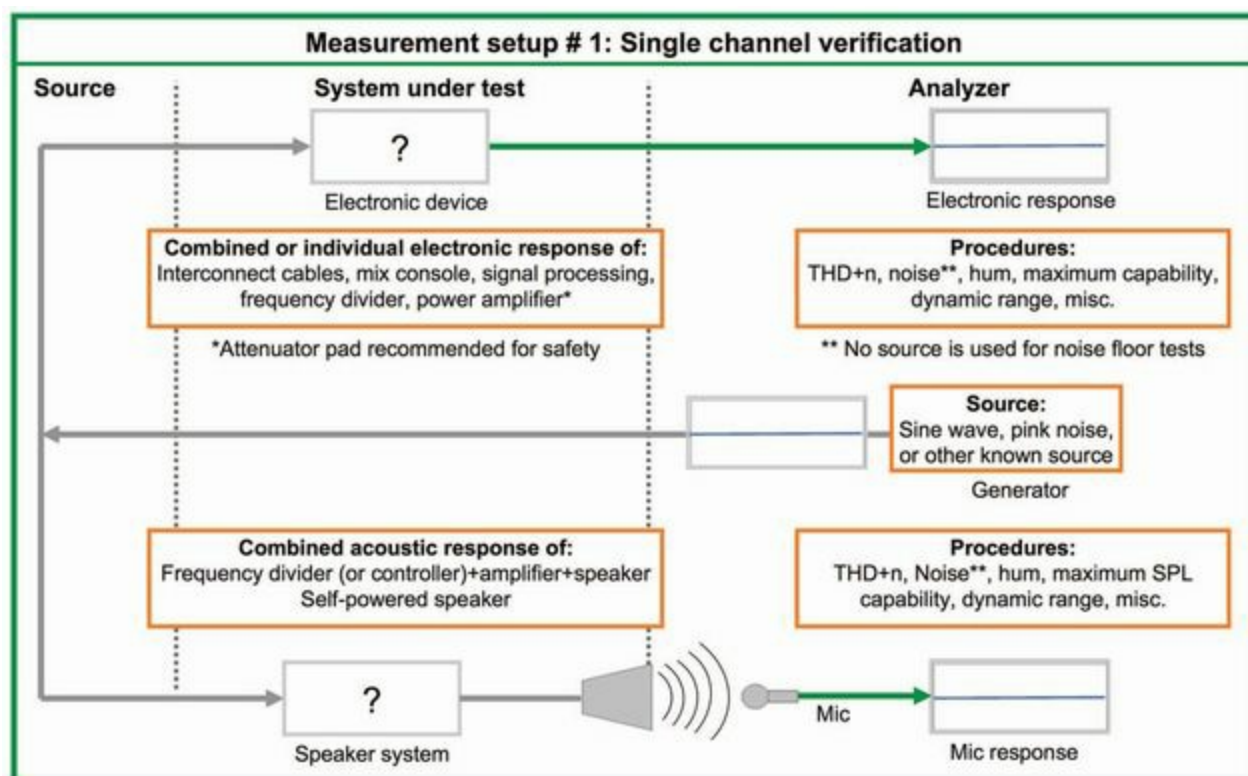 Measurement setup # 1: Single channel verification
Source
System under test
Analyzer
?
Electronic device
Electronic response
Combined or individual electronic response of:
Interconnect cables, mix console, signal processing,
frequency divider, power amplifier*
Procedures:
THD+n, noise**, hum, maximum capability,
dynamic range, misc.
*Attenuator pad recommended for safety
** No source is used for noise floor tests
Source:
Sine wave, pink noise,
or other known source
Generator
Combined acoustic response of:
Frequency divider (or controller)+amplifier+speaker
Self-powered speaker
Procedures:
THD+n, Noise**, hum, maximum SPL
capability, dynamic range, misc.
?
Speaker system
Mic
Mic response